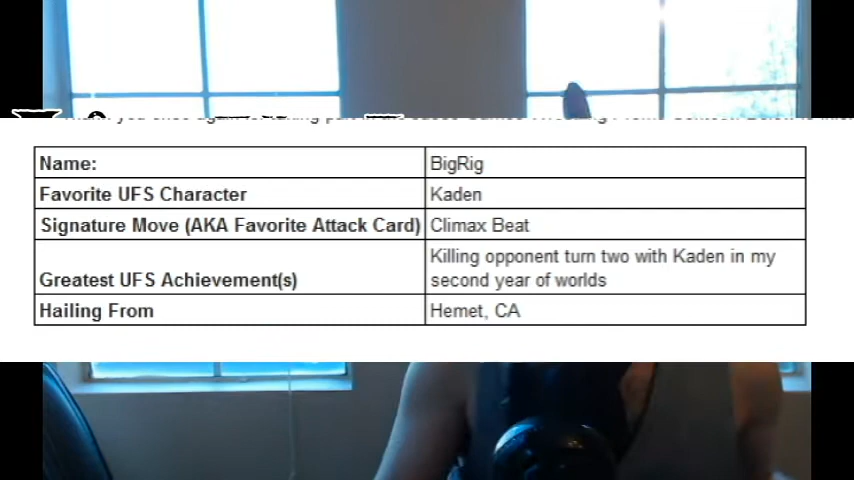 Name: BigRig
Favorite UFS Character Kaden
Signature Move (AKA Favorite Attack Card) Climax Beat
Killing opponent turn two with Kaden in my
Greatest UFS Achievement(s) second year of worlds
Hailing From Hemet, CA